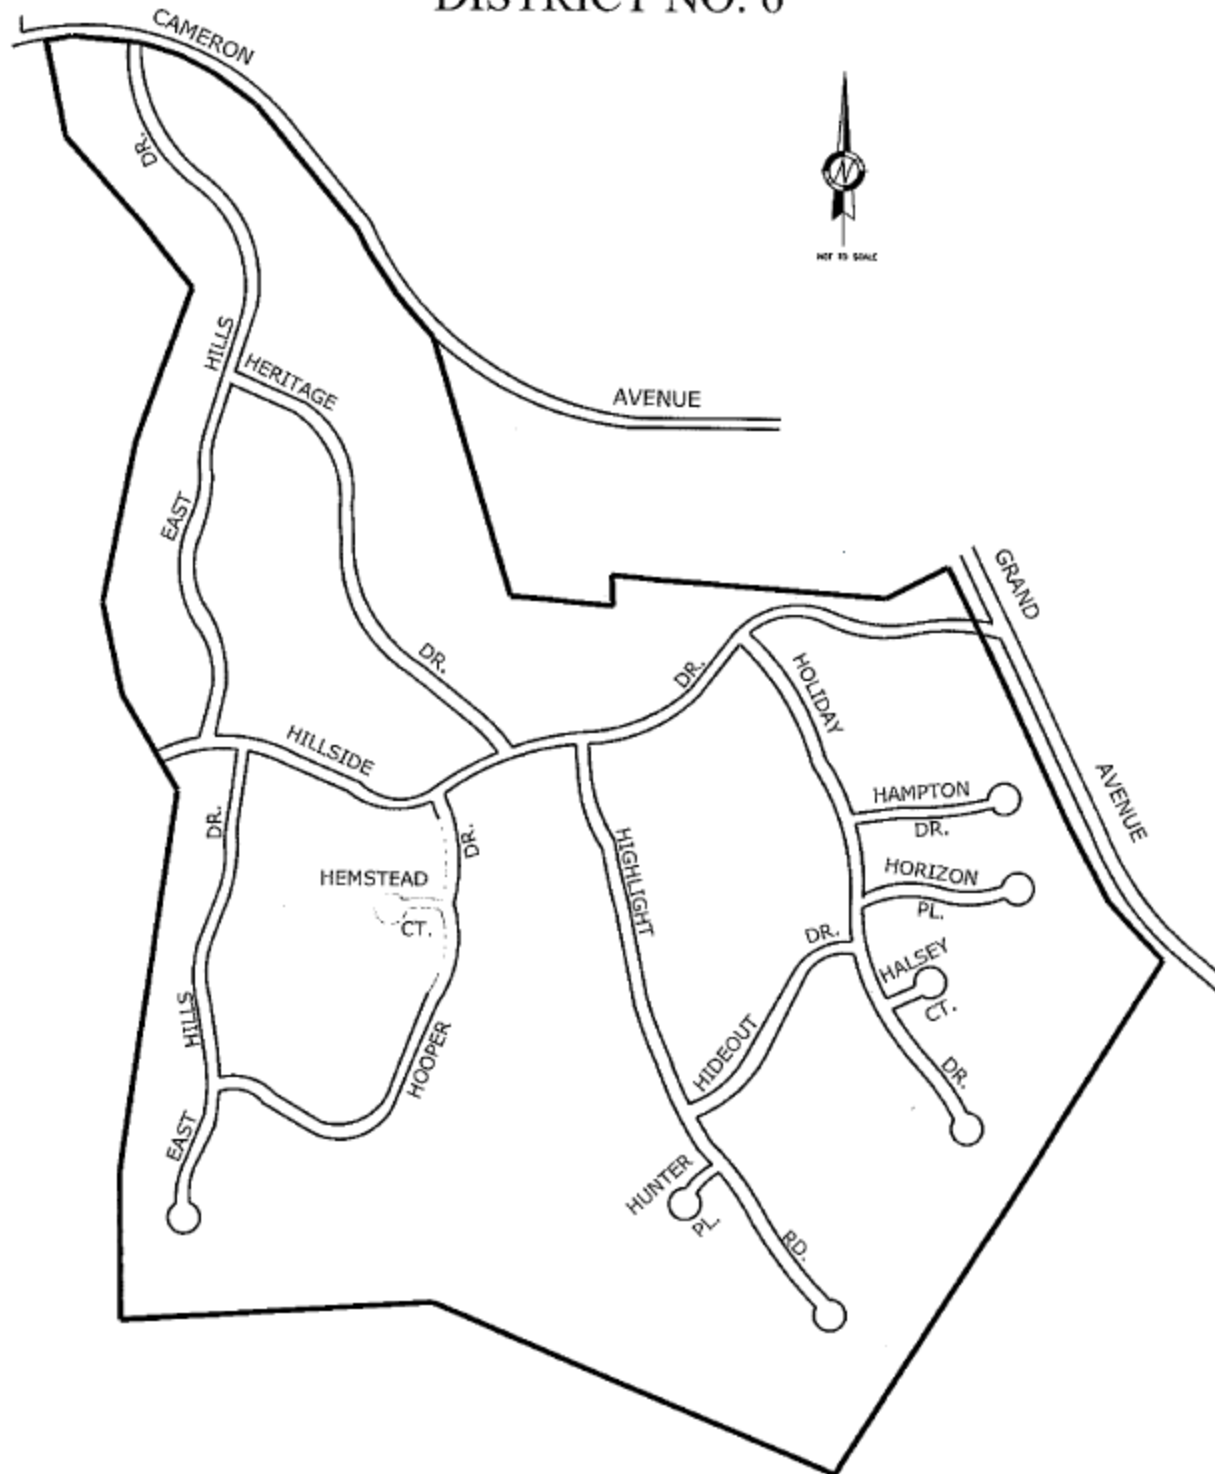 DISTRICT NO. 6
CAMERON
DR.
N
NOT TO SCALE
HILLS
HERITAGE
AVENUE
EAST
GRAND
DR.
DR.
HOLIDAY
HILLSIDE
AVENUE
HAMPTON
DR.
DR.
DR.
HIGHLIGHT
HEMSTEAD
CT.
HORIZON
PL.
DR.
HALSEY
CT.
HILLS
HOOPER
HIDEOUT
DR.
EAST
HUNTER
PL.
RD.